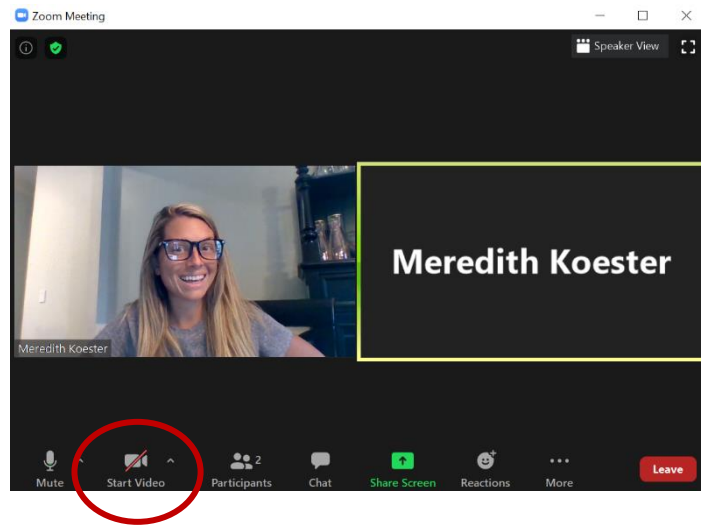 Zoom Meeting
Speaker View
Meredith Koester
Meredith Koester
2
Mute Start Video Participants Chat Share Screen Reactions More Leave